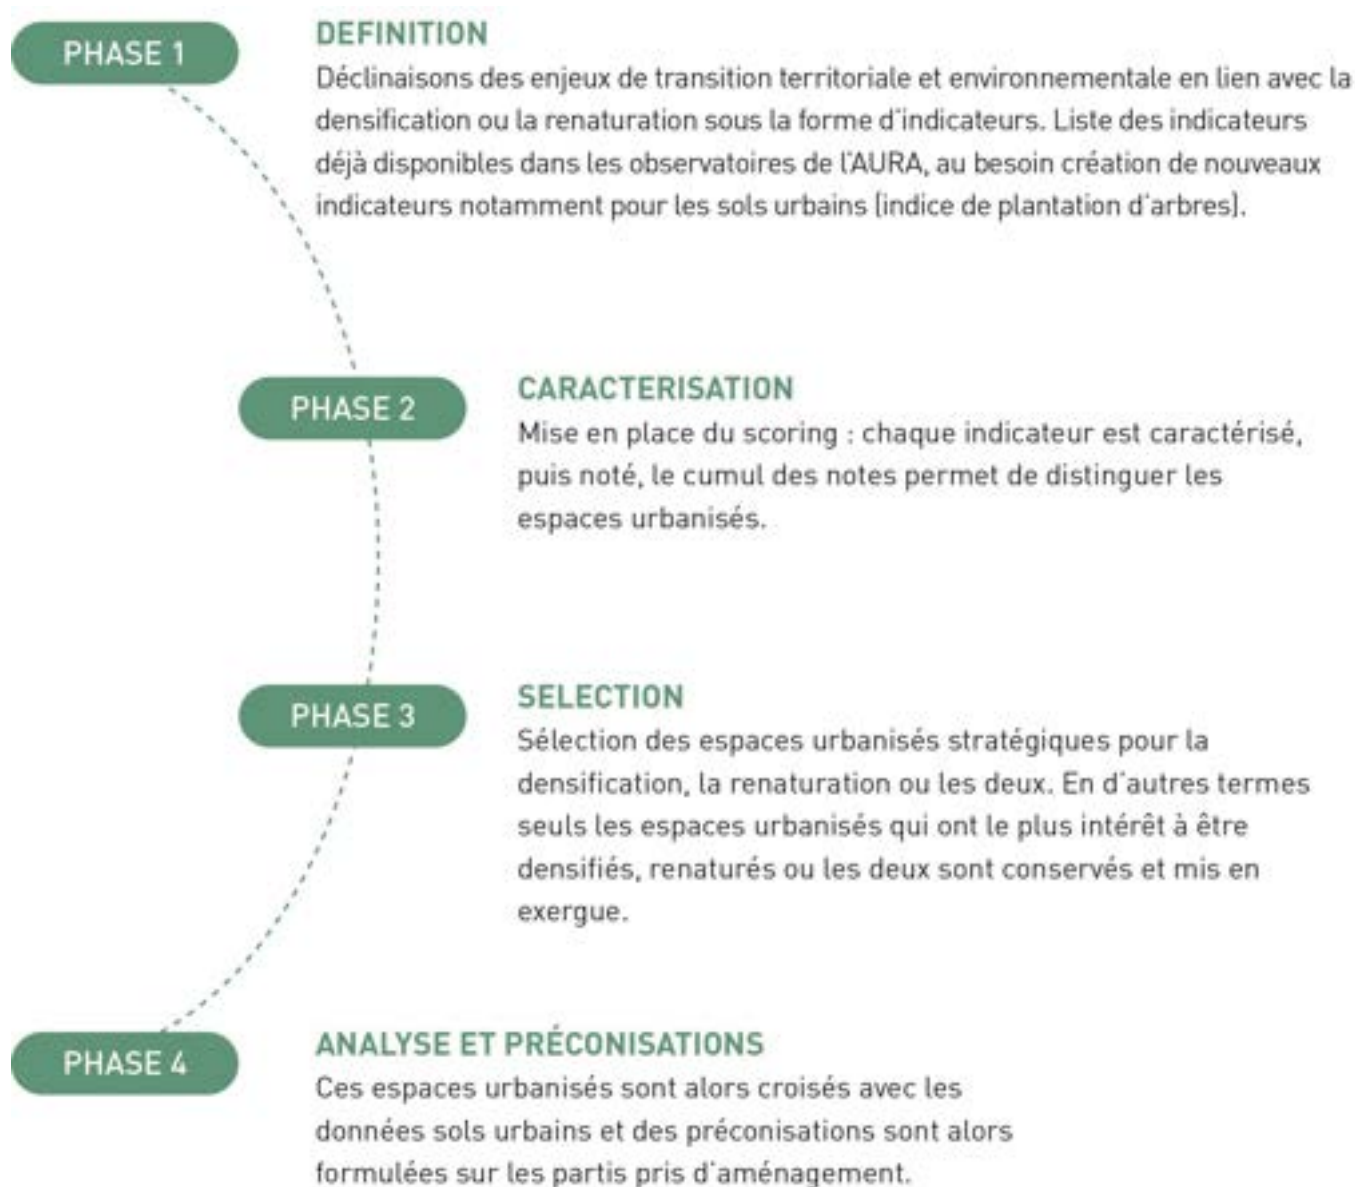 PHASE 1
DEFINITION
Déclinaisons des enjeux de transition territoriale et environnementale en lien avec la
densification ou la renaturation sous la forme d'indicateurs. Liste des indicateurs
déjà disponibles dans les observatoires de l'AURA, au besoin création de nouveaux
indicateurs notamment pour les sols urbains (indice de plantation d'arbres).
PHASE 2
CARACTERISATION
Mise en place du scoring : chaque indicateur est caractérisé,
puis noté, le cumul des notes permet de distinguer les
espaces urbanisés.
PHASE 3
SELECTION
Sélection des espaces urbanisés stratégiques pour la
densification, la renaturation ou les deux. En d'autres termes
seuls les espaces urbanisés qui ont le plus intérêt à être
densifiés, renaturés ou les deux sont conservés et mis en
exergue.
PHASE 4
ANALYSE ET PRÉCONISATIONS
Ces espaces urbanisés sont alors croisés avec les
données sols urbains et des préconisations sont alors
formulées sur les partis pris d'aménagement.